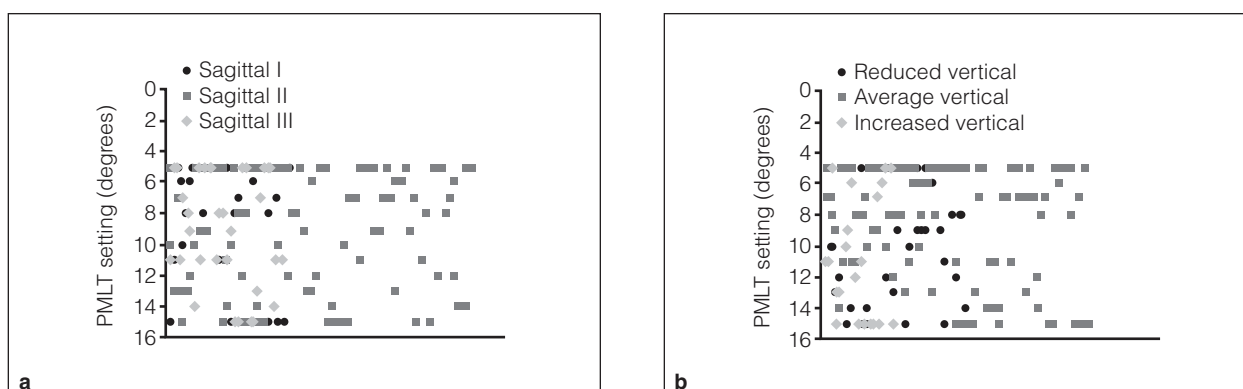 Sagittal I
Sagittal II
Sagittal III
PMLT setting (degrees)
0
2
4
6
8
10
12
14
16
a
Reduced vertical
Average vertical
Increased vertical
PMLT setting (degrees)
0
2
4
6
8
10
12
14
16
b